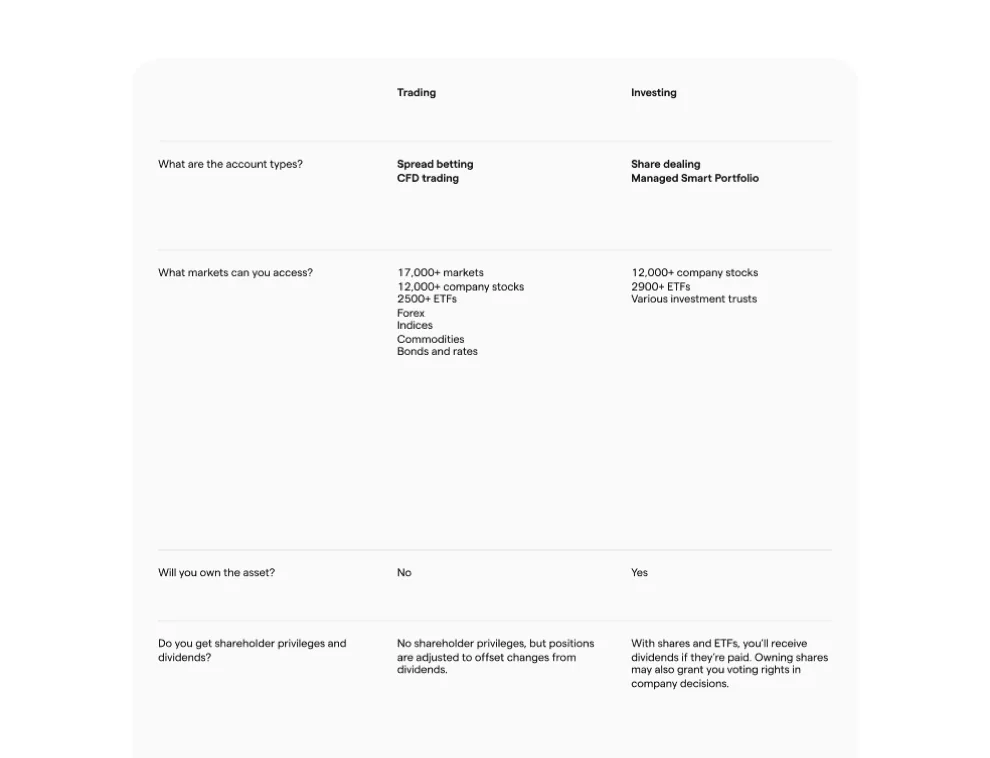 Trading
Investing
What are the account types?
Spread betting
CFD trading
Share dealing
Managed Smart Portfolio
What markets can you access?
17,000+ markets
12,000+ company stocks
2500+ ETFs
Forex
Indices
Commodities
Bonds and rates
12,000+ company stocks
2900+ ETFs
Various investment trusts
Will you own the asset?
No
Yes
Do you get shareholder privileges and
dividends?
No shareholder privileges, but positions
are adjusted to offset changes from
dividends.
With shares and ETFs, you'll receive
dividends if they're paid. Owning shares
may also grant you voting rights in
company decisions.